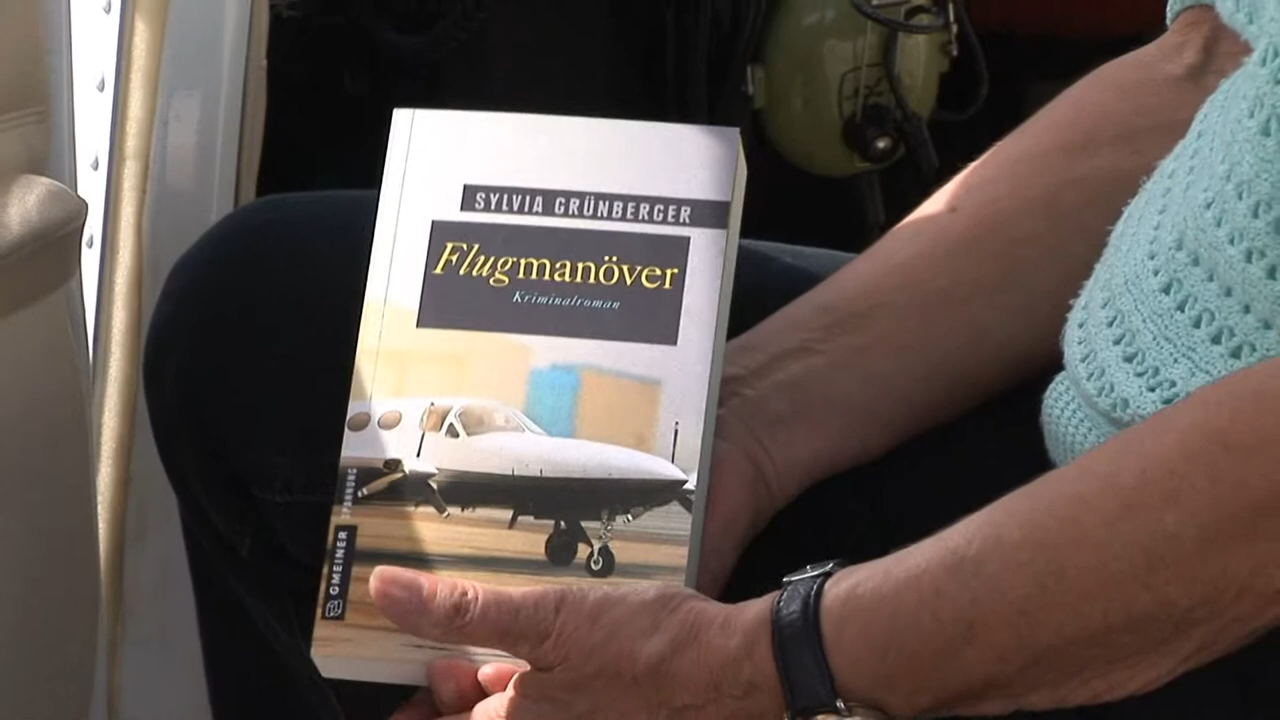 SYLVIA GRÜNBERGER
Flugmanöver
Kriminalroman
SPANNUNG
GMEINER